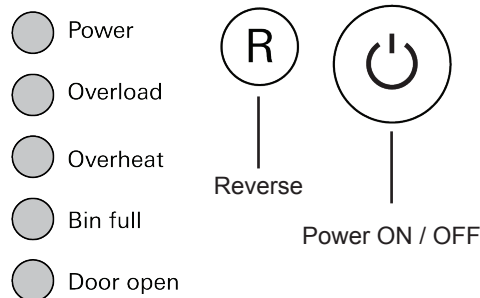 Power
Overload
Overheat
Bin full
Door open
R
Reverse
Power ON / OFF